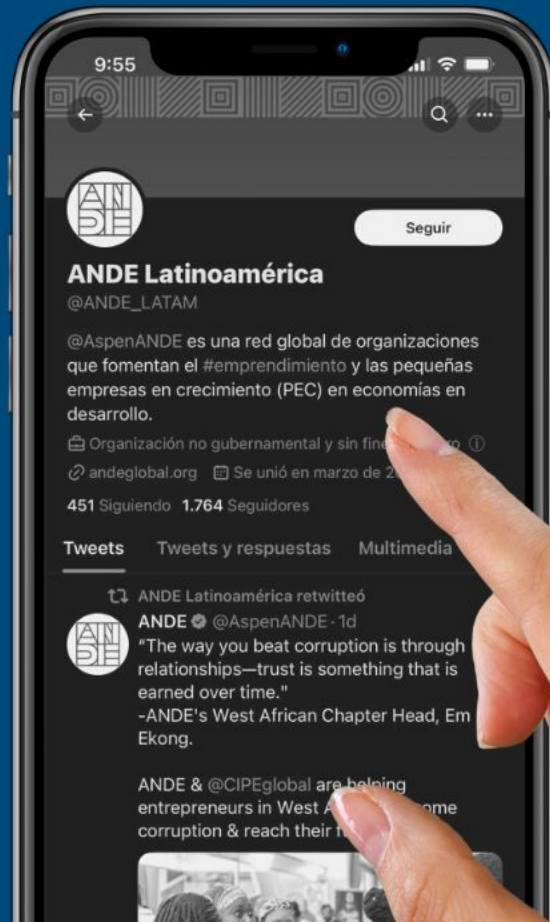 9:55
ANDE
Seguir
ANDE Latinoamérica
@ANDE_LATAM
@AspenANDE es una red global de organizaciones
que fomentan el #emprendimiento y las pequeñas
empresas en crecimiento (PEC) en economías en
desarrollo.
Organización no gubernamental y sin
andeglobal.org Se unió en marzo de
451 Siguiendo 1.764 Seguidores
Tweets Tweets y respuestas Multimedia
ANDE Latinoamérica retwitteó
ANDE @AspenANDE · 1d
ANDE
"The way you beat corruption is through
relationships—trust is something that is
earned over time."
-ANDE's West African Chapter Head, Em
Ekong.
ANDE & @CIPEglobal are helping
entrepreneurs in West
corruption & reach their